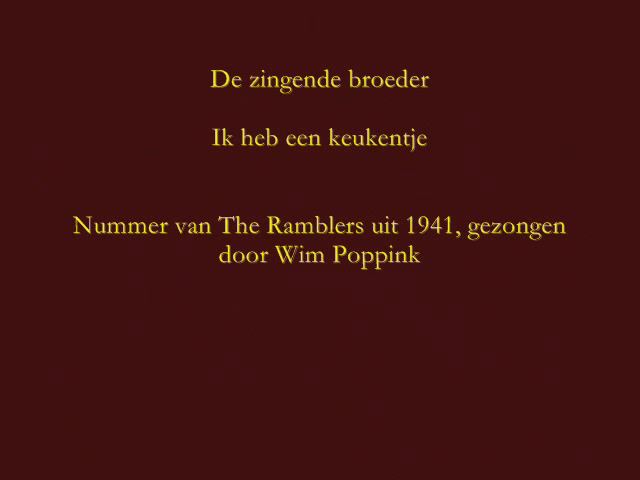 De zingende broeder
Ik heb een keukentje
Nummer van The Ramblers uit 1941, gezongen
door Wim Poppink